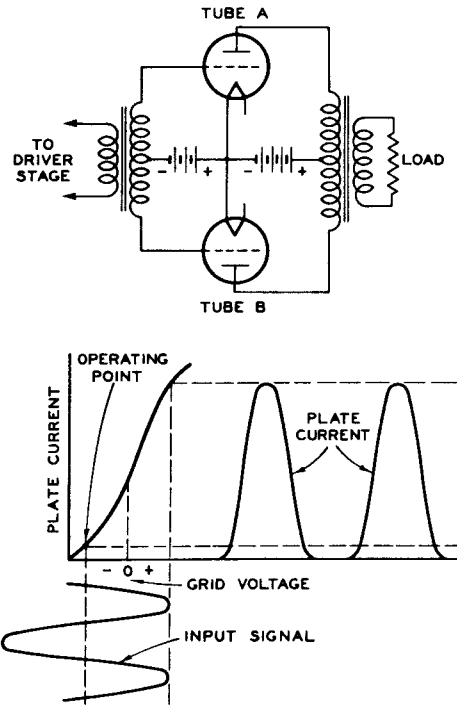 TUBE A
TO
DRIVER
STAGE
- + - +
LOAD
TUBE B
OPERATING
POINT
PLATE CURRENT
PLATE
CURRENT
- 0 +
GRID VOLTAGE
INPUT SIGNAL